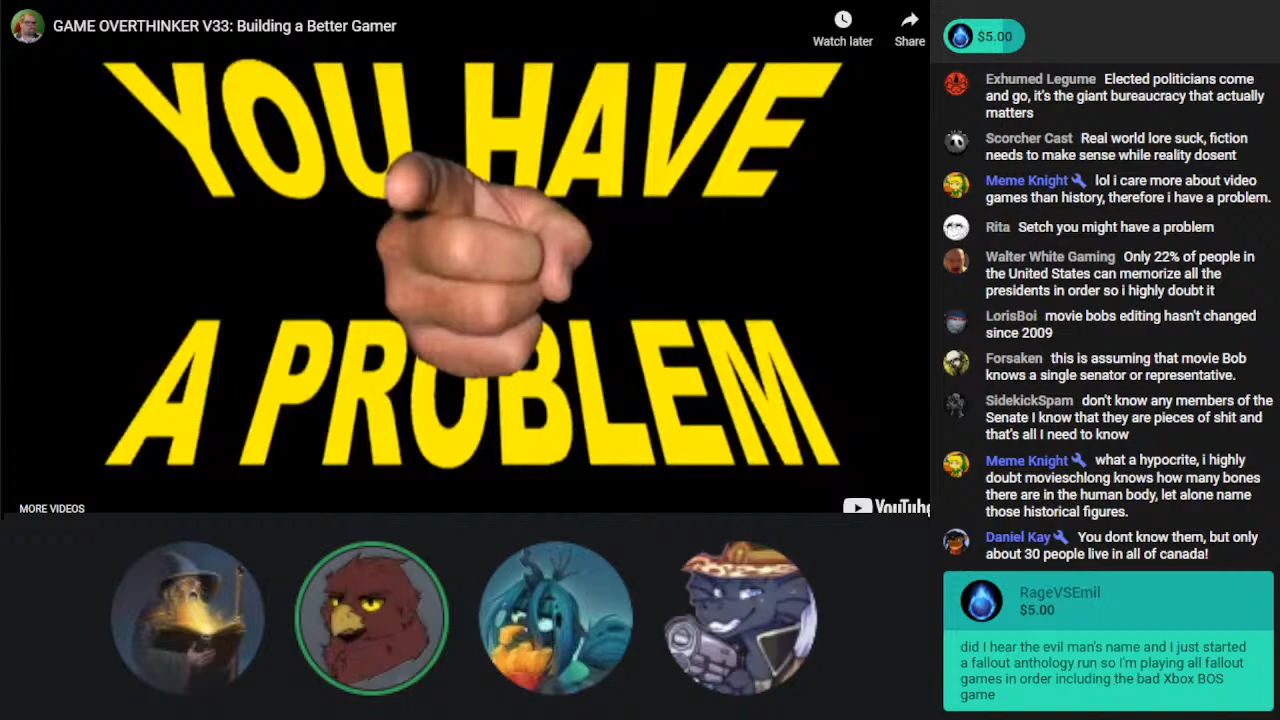 GAME OVERTHINKER V33: Building a Better Gamer
Watch later
Share
YOU HAVE
A PROBLEM
MORE VIDEOS
YouTube
$5.00
Exhumed Legume Elected politicians come
and go, it's the giant bureaucracy that actually
matters
Scorcher Cast Real world lore suck, fiction
needs to make sense while reality dosent
Meme Knight lol i care more about video
games than history, therefore i have a problem.
Rita Setch you might have a problem
Walter White Gaming Only 22% of people in
the United States can memorize all the
presidents in order so i highly doubt it
LorisBoi movie bobs editing hasn't changed
since 2009
Forsaken this is assuming that movie Bob
knows a single senator or representative.
SidekickSpam don't know any members of the
Senate I know that they are pieces of shit and
that's all I need to know
Meme Knight what a hypocrite, i highly
doubt movieschlong knows how many bones
there are in the human body, let alone name
those historical figures.
Daniel Kay You dont know them, but only
about 30 people live in all of canada!
RageVSEmil
$5.00
did I hear the evil man's name and I just started
a fallout anthology run so I'm playing all fallout
games in order including the bad Xbox BOS
game